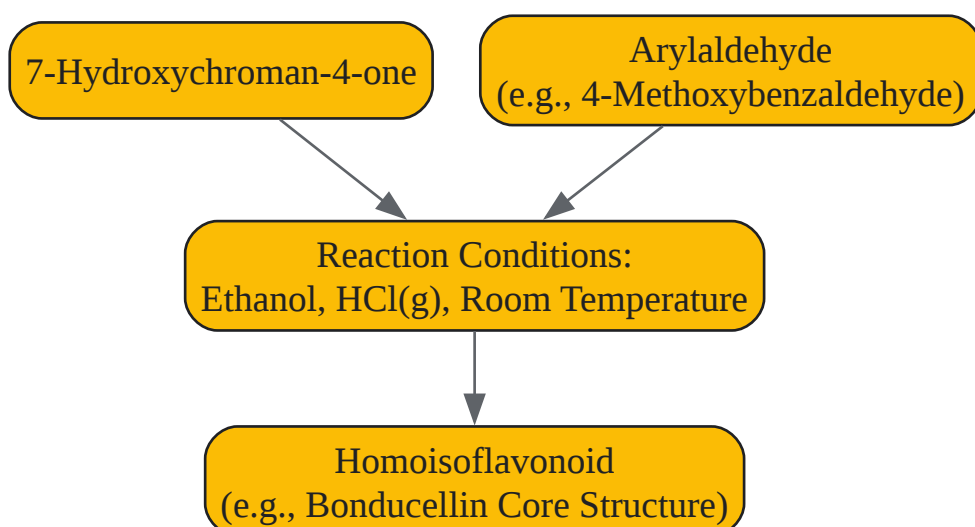 7-Hydroxychroman-4-one
Arylaldehyde
(e.g., 4-Methoxybenzaldehyde)
Reaction Conditions:
Ethanol, HCl(g), Room Temperature
Homoisoflavonoid
(e.g., Bonducellin Core Structure)